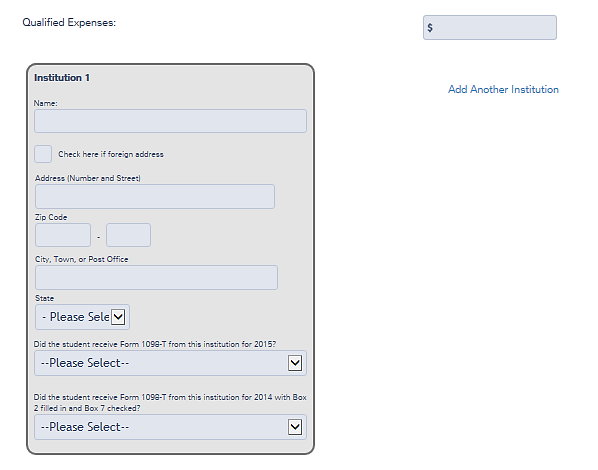 Qualified Expenses:
$
Add Another Institution
Institution 1
Name:
Check here if foreign address
Address (Number and Street)
Zip Code
-
City, Town, or Post Office
State
- Please Sele
Did the student receive Form 1098-T from this institution for 2015?
--Please Select--
Did the student receive Form 1098-T from this institution for 2014 with Box
2 filled in and Box 7 checked?
--Please Select--